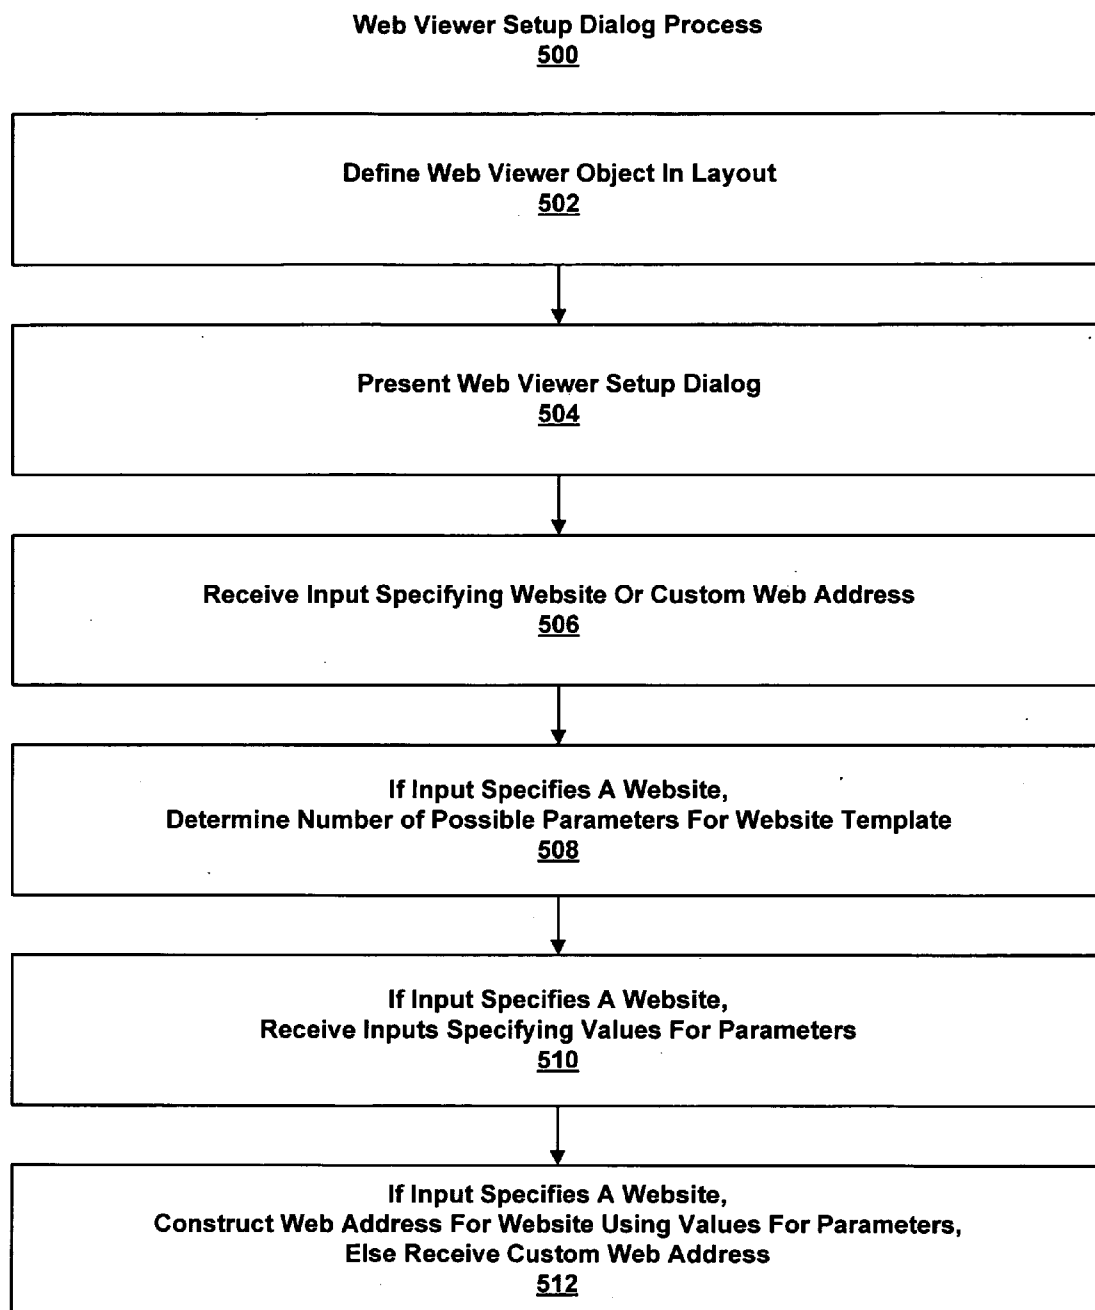 Web Viewer Setup Dialog Process
500
Define Web Viewer Object In Layout
502
Present Web Viewer Setup Dialog
504
Receive Input Specifying Website Or Custom Web Address
506
If Input Specifies A Website,
Determine Number of Possible Parameters For Website Template
508
If Input Specifies A Website,
Receive Inputs Specifying Values For Parameters
510
If Input Specifies A Website,
Construct Web Address For Website Using Values For Parameters,
Else Receive Custom Web Address
512